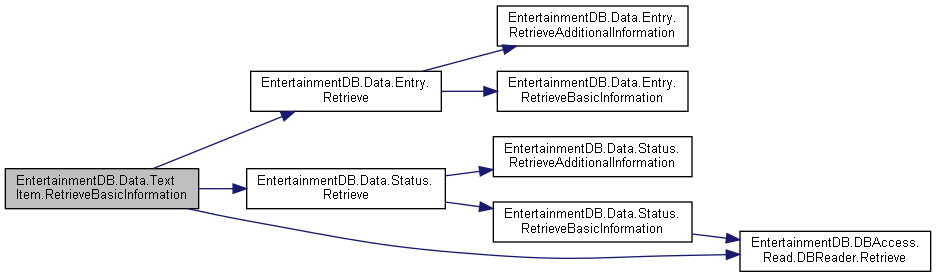 EntertainmentDB.Data.Text
Item.RetrieveBasicInformation
EntertainmentDB.Data.Entry.
Retrieve
EntertainmentDB.Data.Entry.
RetrieveAdditionalInformation
EntertainmentDB.Data.Entry.
RetrieveBasicInformation
EntertainmentDB.Data.Status.
Retrieve
EntertainmentDB.Data.Status.
RetrieveAdditionalInformation
EntertainmentDB.Data.Status.
RetrieveBasicInformation
EntertainmentDB.DBAccess.
Read.DBReader.Retrieve